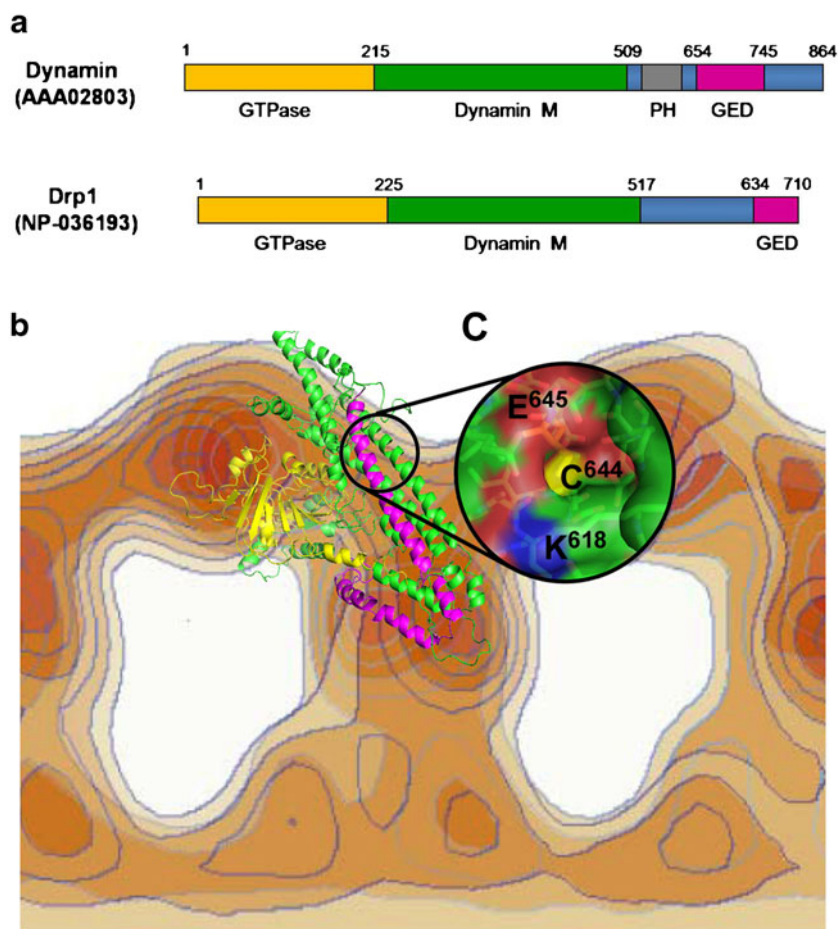 a
1 215 509 654 745 864
Dynamin
(AAA02803)
GTPase Dynamin M PH GED
1 225 517 634 710
Drp1
(NP-036193)
GTPase Dynamin M GED
b C
E645
C644
K618